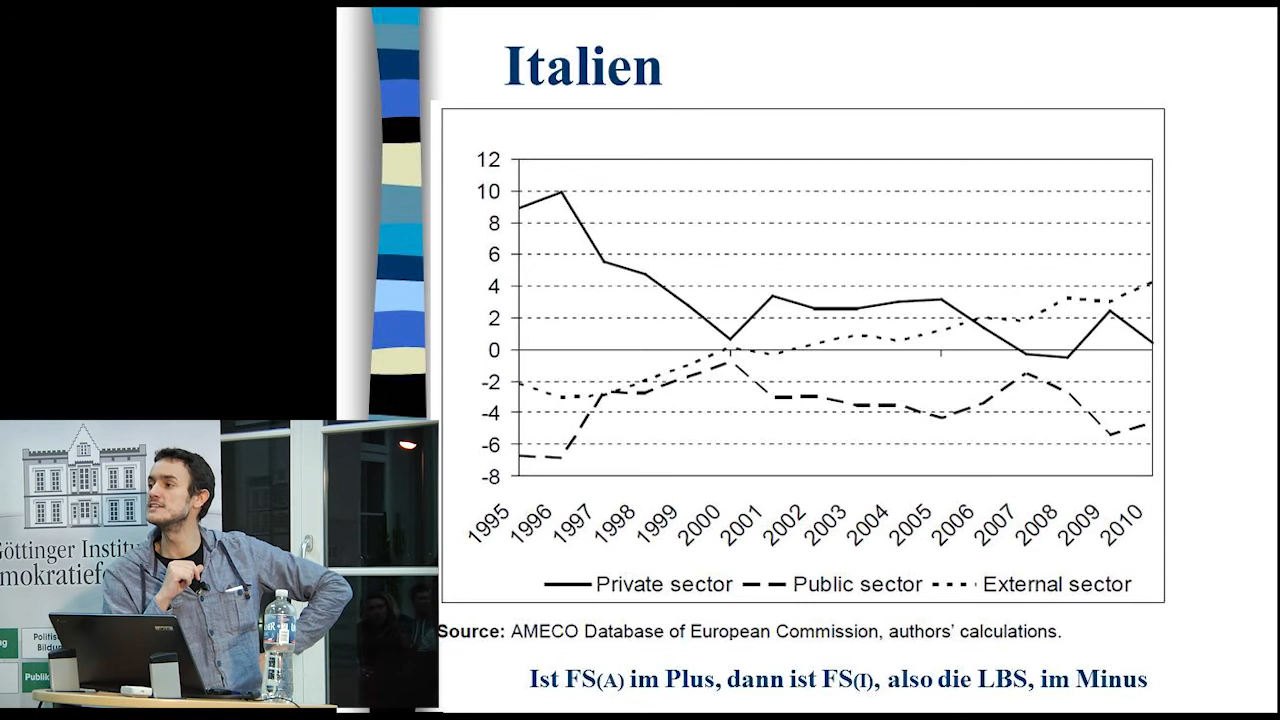 Italien
12
10
8
6
4
2
0
-2
-4
-6
-8
1995
1996
1997
1998
1999
2000
2001
2002
2003
2004
2005
2006
2007
2008
2009
2010
Private sector
Public sector
External sector
Source: AMECO Database of European Commission, authors' calculations.
Ist FS(A) im Plus, dann ist FS(I), also die LBS, im Minus
Göttinger Institu
mokratief
ng
Politis
Bildu
Publik